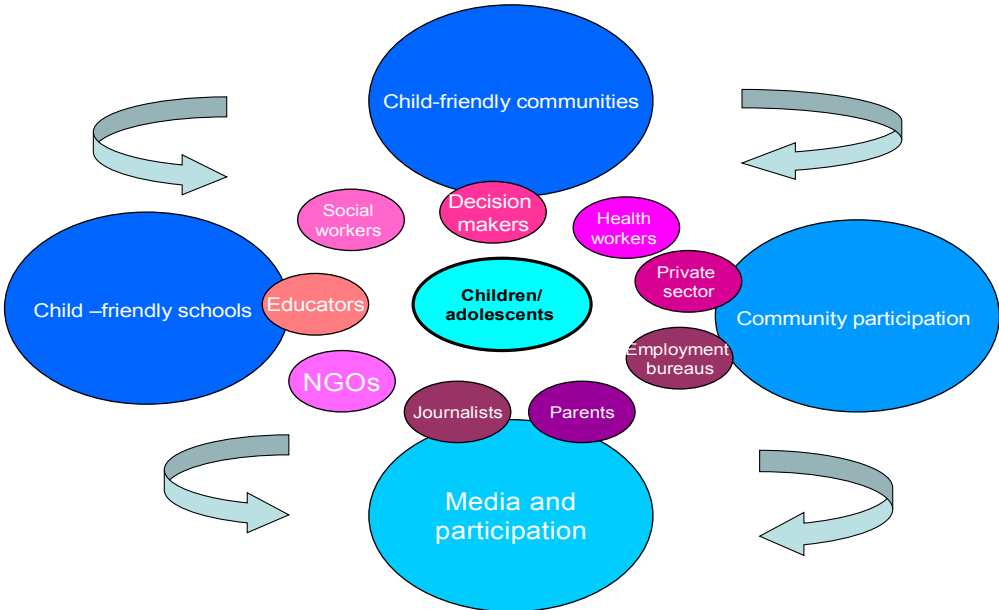 Child-friendly communities
Social
workers
Decision
makers
Health
workers
Private
sector
Child –friendly schools
Educators
Children/
adolescents
Community participation
Employment
bureaus
NGOs
Journalists
Parents
Media and
participation